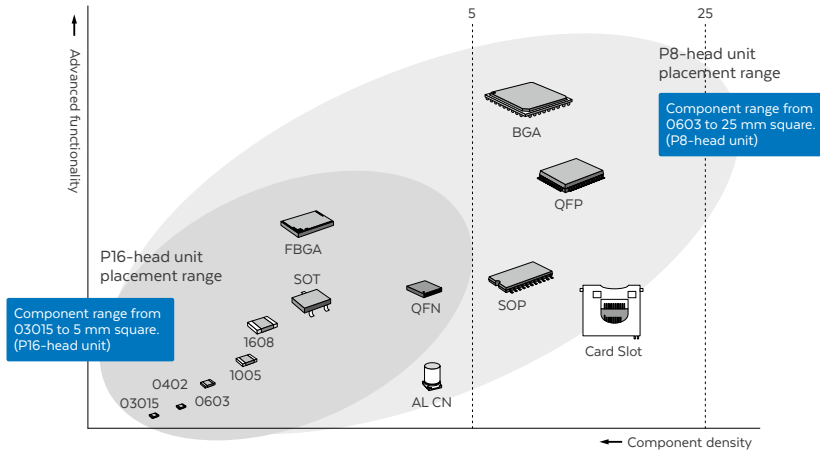 5
25
Advanced functionality
P8-head unit
placement range
Component range from
0603 to 25 mm square.
(P8-head unit)
BGA
QFP
FBGA
P16-head unit
placement range
SOT
Component range from
03015 to 5 mm square.
(P16-head unit)
QFN
SOP
1608
Card Slot
1005
0402
0603
03015
AL CN
Component density